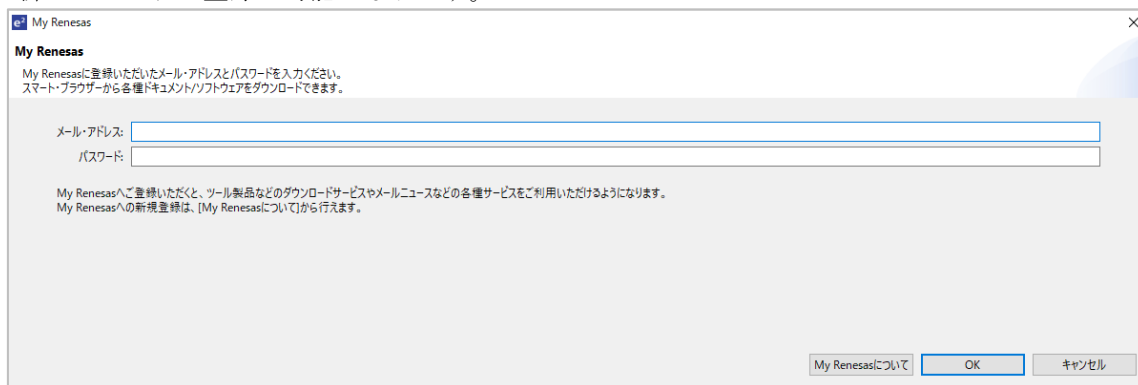 My Renesas
My Renesas
My Renesasに登録いただいたメール・アドレスとパスワードを入力ください。
スマート・ブラウザーから各種ドキュメント/ソフトウェアをダウンロードできます。
メール・アドレス:
パスワード:
My Renesasへご登録いただくと、ツール製品などのダウンロードサービスやメールニュースなどの各種サービスをご利用いただけるようになります。
My Renesasへの新規登録は、[My Renesasについて]から行えます。
My Renesasについて OK キャンセル